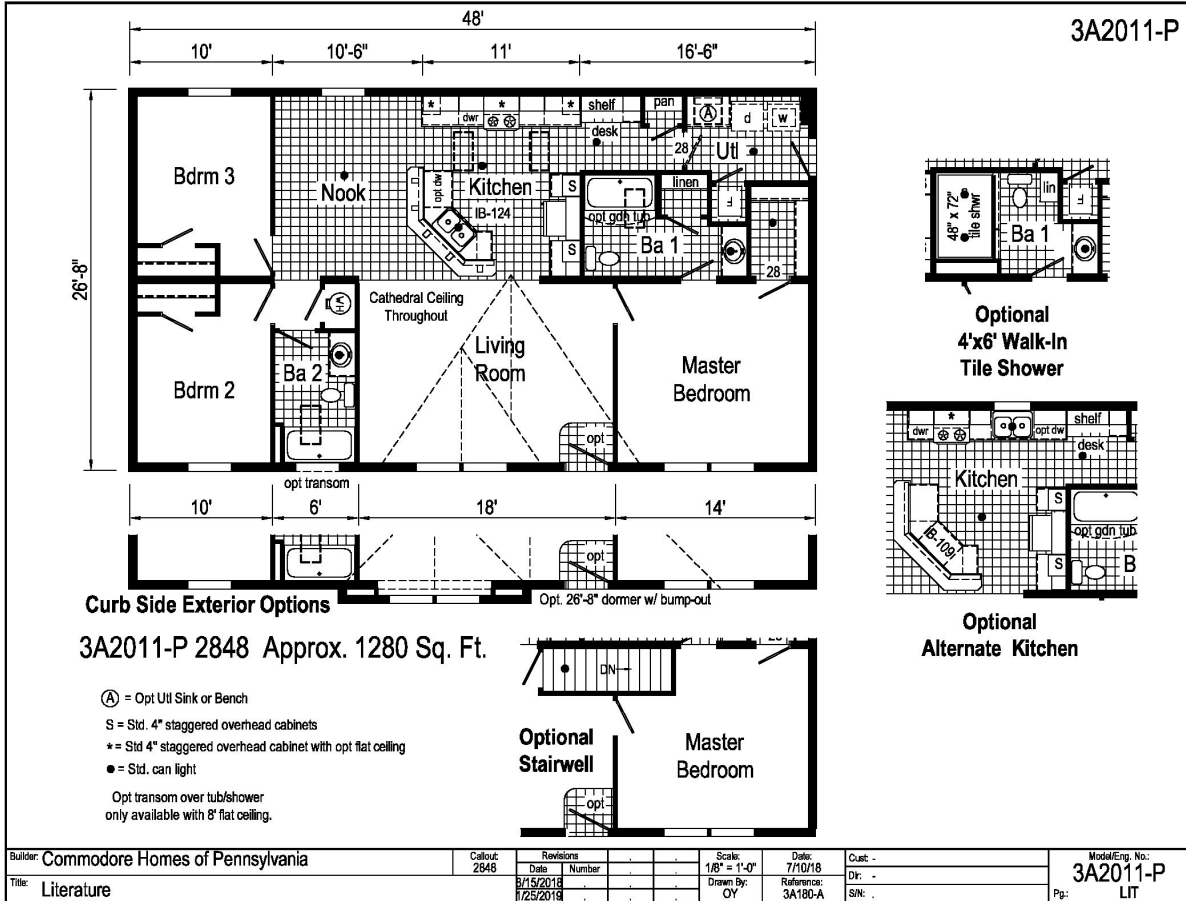 3A2011-P
48'
10'
10'-6"
11'
16'-6"
26'-8"
Bdrm 3
Nook
*
dwr
*
*
shelf
desk
pan
A
d
w
28
Utl
Kitchen
opt dw
IB-124
S
S
linen
opt gdn tub
Ba 1
F
28
Cathedral Ceiling
Throughout
WH
Bdrm 2
Ba 2
Living
Room
Master
Bedroom
opt
opt transom
10'
6'
18'
14'
opt
Curb Side Exterior Options
Opt. 26'-8" dormer w/ bump-out
3A2011-P 2848 Approx. 1280 Sq. Ft.
A = Opt Utl Sink or Bench
S = Std. 4" staggered overhead cabinets
* = Std 4" staggered overhead cabinet with opt flat ceiling
● = Std. can light
Opt transom over tub/shower
only available with 8' flat ceiling.
DN
Optional
Stairwell
Master
Bedroom
opt
48" x 72"
tile shwr
lin
F
Ba 1
Optional
4'x6' Walk-In
Tile Shower
dwr
*
opt dw
shelf
desk
Kitchen
IB-109I
S
S
opt gdn tub
B
Optional
Alternate Kitchen
Builder: Commodore Homes of Pennsylvania
Title: Literature
Callout:
2848
Revisions
Date Number
8/15/2018
1/25/2019
Scale:
1/8" = 1'-0"
Date:
7/10/18
Drawn By:
OY
Reference:
3A180-A
Cust: -
Dir: -
S/N: .
Model/Eng. No.:
3A2011-P
Pg.: LIT